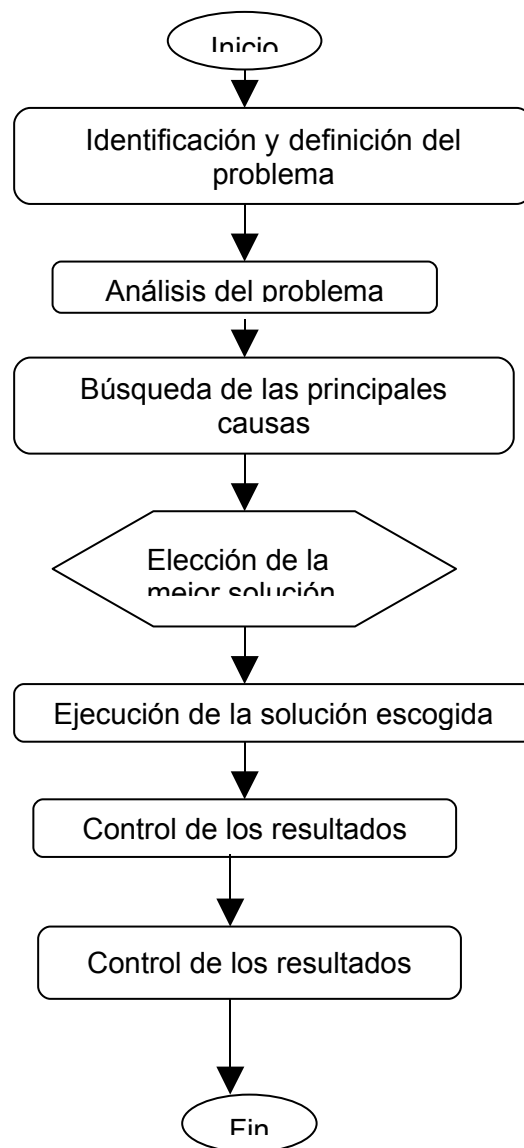 Inicio
Identificación y definición del
problema
Análisis del problema
Búsqueda de las principales
causas
Elección de la
mejor solución
Ejecución de la solución escogida
Control de los resultados
Control de los resultados
Fin